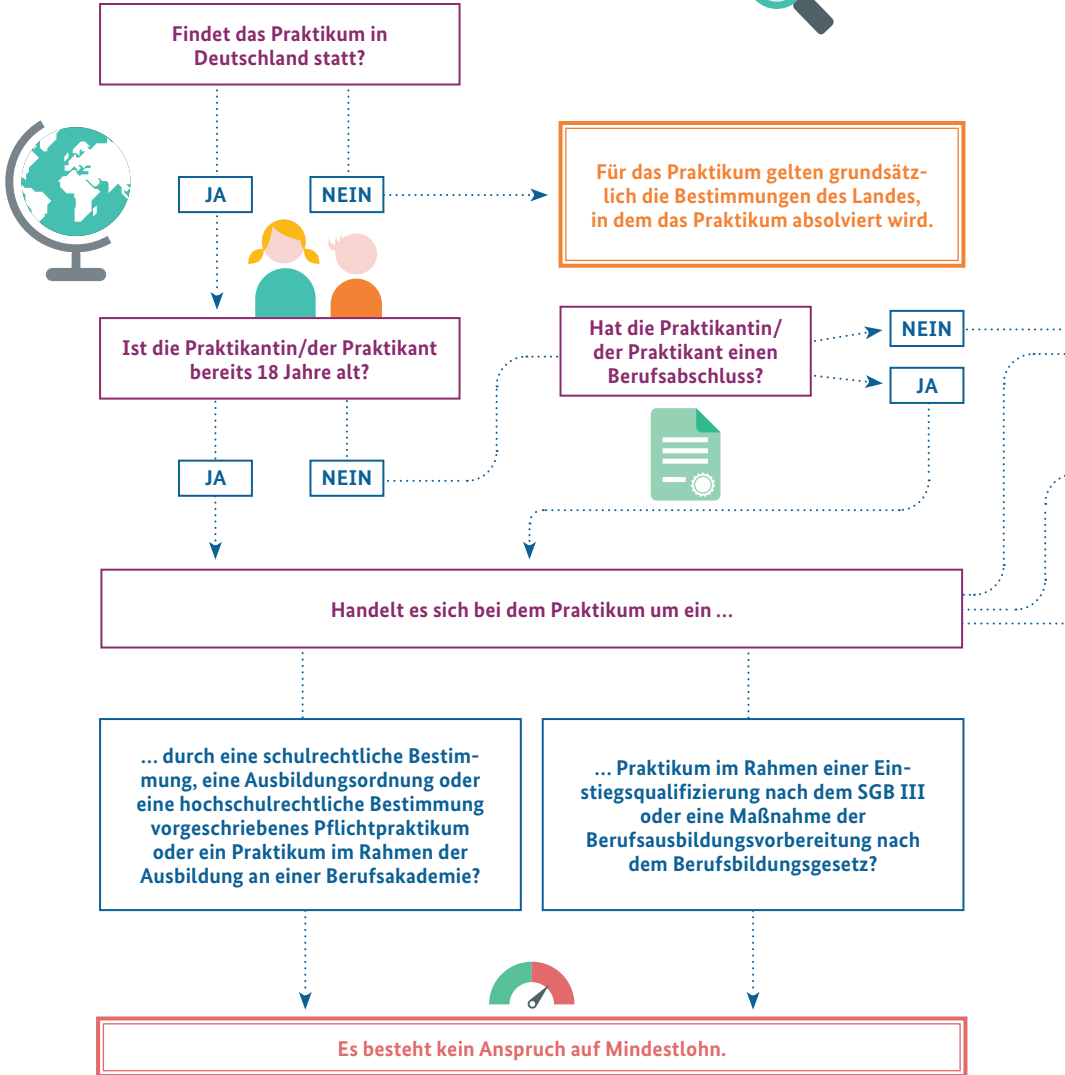 Findet das Praktikum in
Deutschland statt?
JA
NEIN
Für das Praktikum gelten grundsätz-
lich die Bestimmungen des Landes,
in dem das Praktikum absolviert wird.
Ist die Praktikantin/der Praktikant
bereits 18 Jahre alt?
Hat die Praktikantin/
der Praktikant einen
Berufsabschluss?
NEIN
JA
JA
NEIN
Handelt es sich bei dem Praktikum um ein …
… durch eine schulrechtliche Bestim-
mung, eine Ausbildungsordnung oder
eine hochschulrechtliche Bestimmung
vorgeschriebenes Pflichtpraktikum
oder ein Praktikum im Rahmen der
Ausbildung an einer Berufsakademie?
… Praktikum im Rahmen einer Ein-
stiegsqualifizierung nach dem SGB III
oder eine Maßnahme der
Berufsausbildungsvorbereitung nach
dem Berufsbildungsgesetz?
Es besteht kein Anspruch auf Mindestlohn.